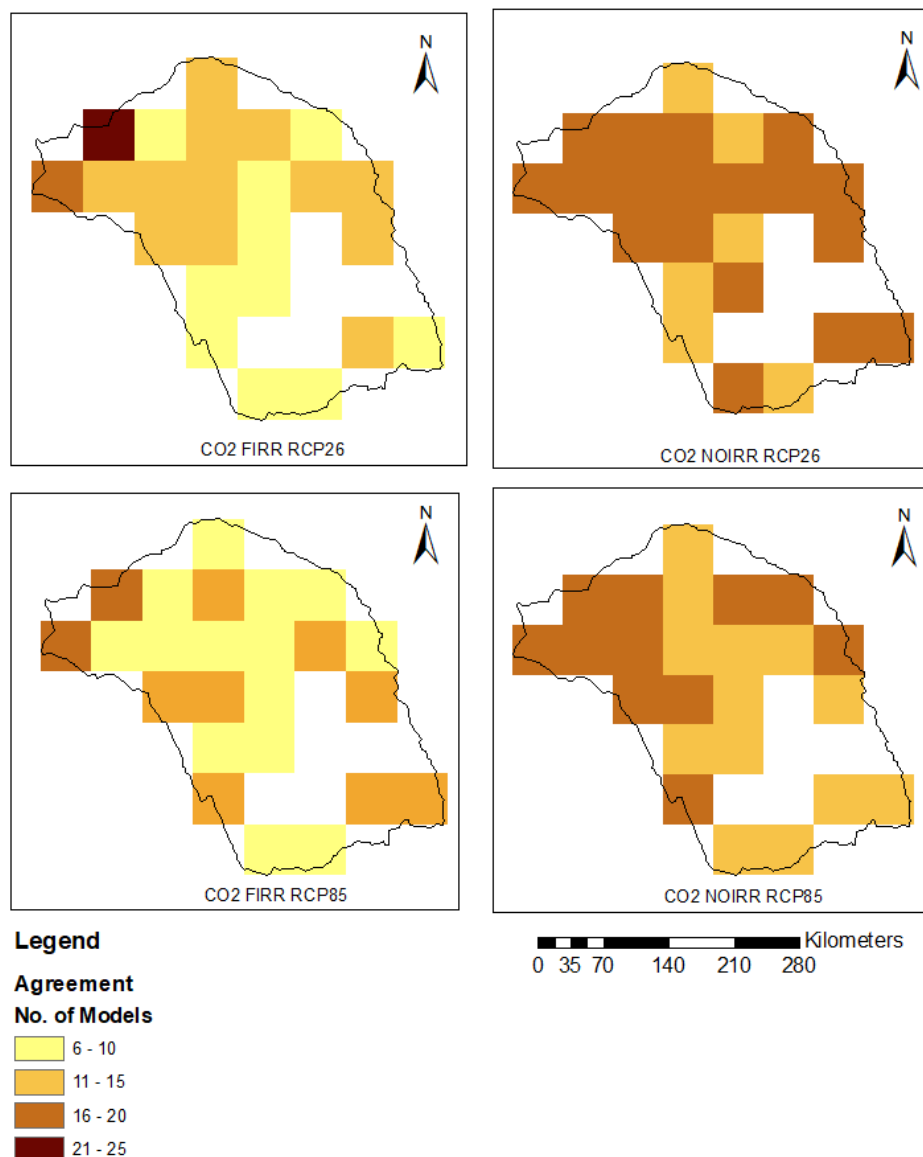 N
CO2 FIRR RCP26
N
CO2 NOIRR RCP26
N
CO2 FIRR RCP85
N
CO2 NOIRR RCP85
Legend
Agreement
No. of Models
6 - 10
11 - 15
16 - 20
21 - 25
Kilometers
0 35 70 140 210 280